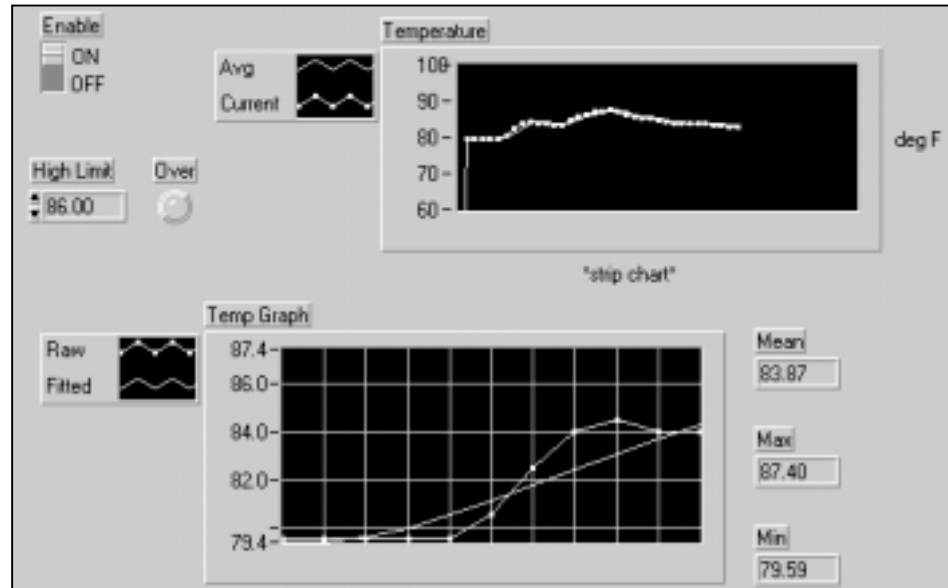 Enable
ON
OFF
Avg
Current
Temperature
100
90
80
70
60
deg F
High Limit
86.00
Over
"strip chart"
Temp Graph
Raw
Fitted
87.4
86.0
84.0
82.0
79.4
Mean
83.87
Max
87.40
Min
79.59